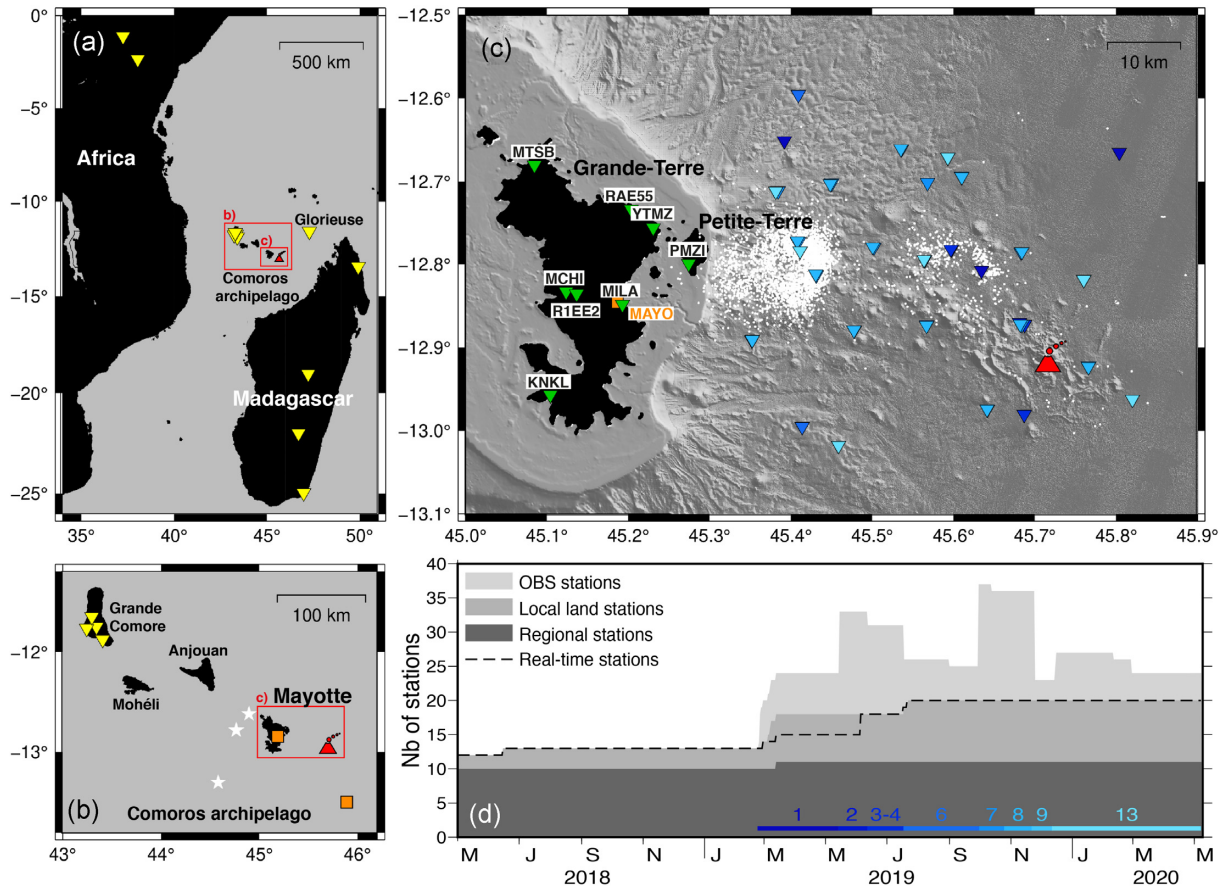 (a)
0°
−5°
−10°
−15°
−20°
−25°
35°
40°
45°
50°
500 km
Africa
b)
c)
Glorieuse
Comoros
archipelago
Madagascar
(c)
−12.5°
−12.6°
−12.7°
−12.8°
−12.9°
−13.0°
−13.1°
45.0°
45.1°
45.2°
45.3°
45.4°
45.5°
45.6°
45.7°
45.8°
45.9°
10 km
MTSB
Grande−Terre
RAE55
YTMZ
Petite−Terre
PMZI
MCHI
MILA
R1EE2
MAYO
KNKL
(b)
−12°
−13°
43°
44°
45°
46°
100 km
Grande
Comore
Anjouan
Mohéli
c)
Mayotte
Comoros archipelago
(d)
Nb of stations
40
35
30
25
20
15
10
5
0
OBS stations
Local land stations
Regional stations
Real-time stations
1
2
3-4
6
7
8
9
13
M
J
S
N
J
M
M
J
S
N
J
M
M
2018
2019
2020